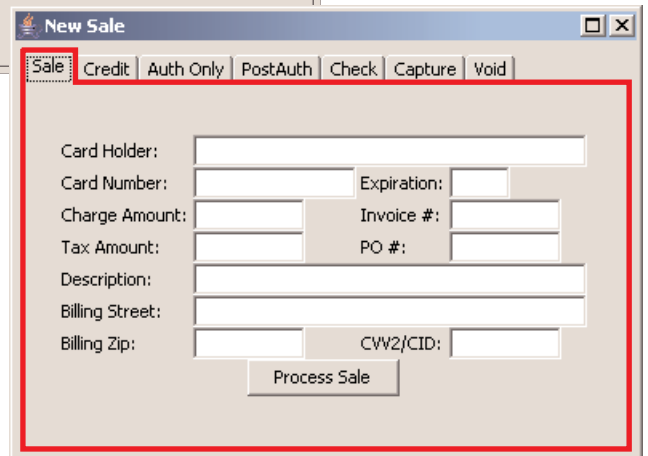 New Sale
Sale Credit Auth Only PostAuth Check Capture Void
Card Holder:
Card Number: Expiration:
Charge Amount: Invoice #:
Tax Amount: PO #:
Description:
Billing Street:
Billing Zip: CVV2/CID:
Process Sale